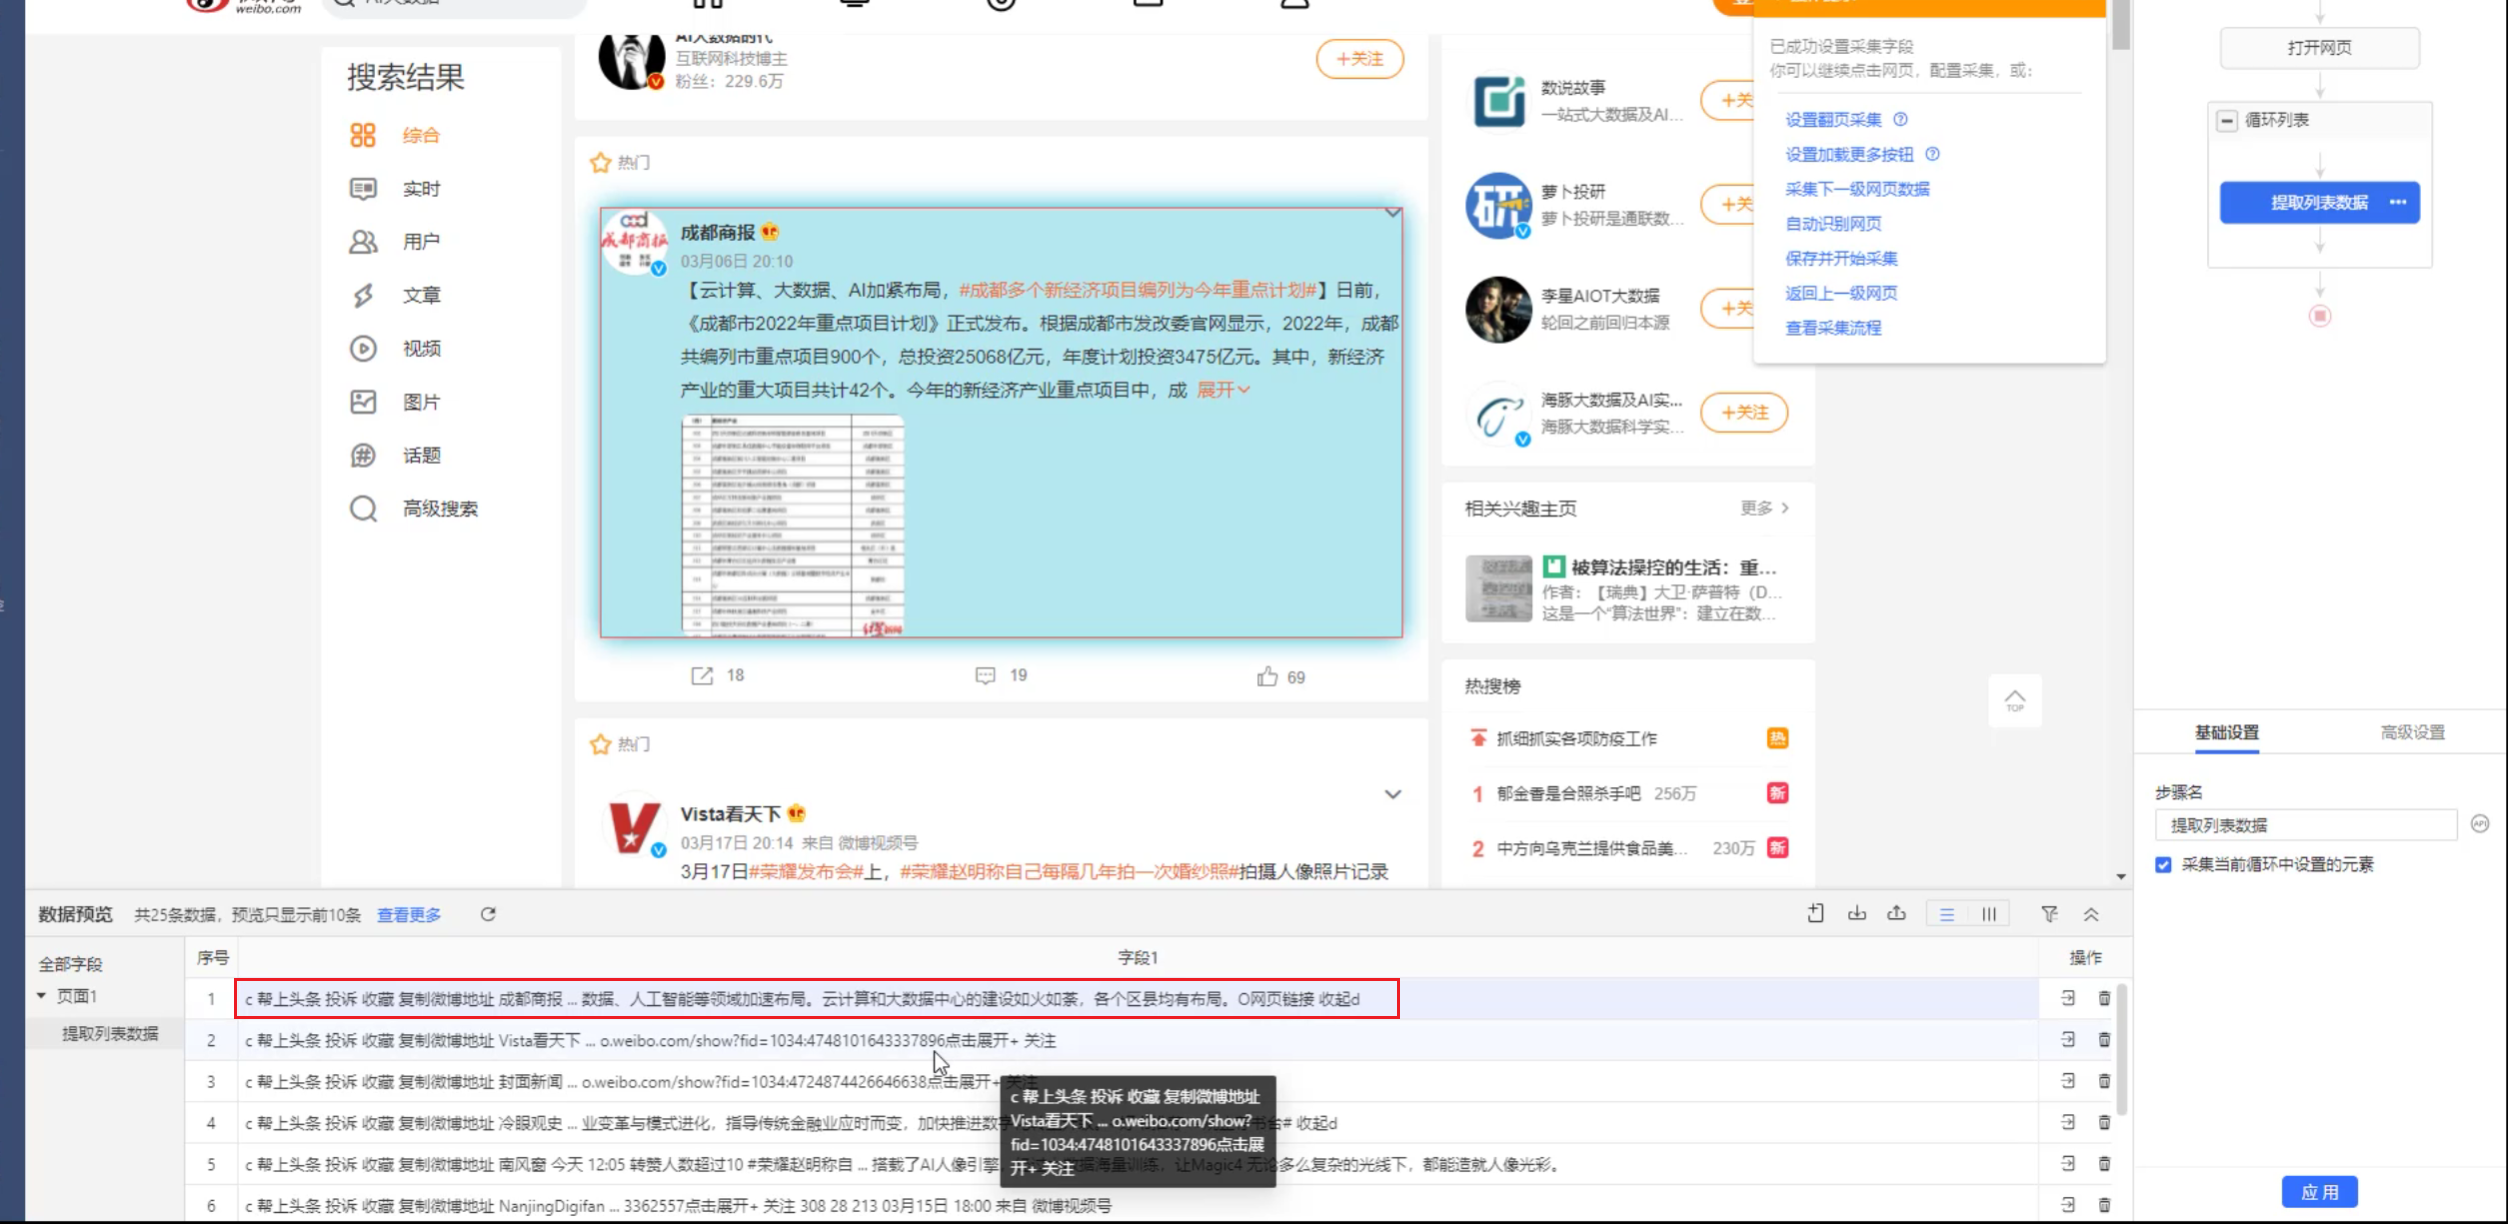 weibo.com
AI大数据时代
互联网科技博主
粉丝：229.6万
+关注
搜索结果
综合
实时
用户
文章
视频
图片
话题
高级搜索
热门
成都商报
03月06日 20:10
【云计算、大数据、AI加紧布局，#成都多个新经济项目编列为今年重点计划#】日前，
《成都市2022年重点项目计划》正式发布。根据成都市发改委官网显示，2022年，成都
共编列市重点项目900个，总投资25068亿元，年度计划投资3475亿元。其中，新经济
产业的重大项目共计42个。今年的新经济产业重点项目中，成 展开
18
19
69
热门
Vista看天下
03月17日 20:14 来自 微博视频号
3月17日#荣耀发布会#上，#荣耀赵明称自己每隔几年拍一次婚纱照#拍摄人像照片记录
数说故事
一站式大数据及AI...
+关
萝卜投研
萝卜投研是通联数...
+关
李星AIOT大数据
轮回之前回归本源
+关
海豚大数据及AI实...
海豚大数据科学实...
+关注
相关兴趣主页
更多
被算法操控的生活：重...
作者：【瑞典】大卫·萨普特（D...
这是一个“算法世界”：建立在数...
热搜榜
抓细抓实各项防疫工作
热
1 郁金香是合照杀手吧 256万 新
2 中方向乌克兰提供食品美... 230万 新
TOP
已成功设置采集字段
你可以继续点击网页，配置采集，或：
设置翻页采集
设置加载更多按钮
采集下一级网页数据
自动识别网页
保存并开始采集
返回上一级网页
查看采集流程
打开网页
循环列表
提取列表数据
基础设置
高级设置
步骤名
提取列表数据
API
采集当前循环中设置的元素
应用
数据预览 共25条数据，预览只显示前10条 查看更多
全部字段
页面1
提取列表数据
序号 字段1 操作
1 c 帮上头条 投诉 收藏 复制微博地址 成都商报 ... 数据、人工智能等领域加速布局。云计算和大数据中心的建设如火如荼，各个区县均有布局。O网页链接 收起d
2 c 帮上头条 投诉 收藏 复制微博地址 Vista看天下 ... o.weibo.com/show?fid=1034:4748101643337896点击展开+ 关注
3 c 帮上头条 投诉 收藏 复制微博地址 封面新闻 ... o.weibo.com/show?fid=1034:4724874426646638点击展开+ 关注
4 c 帮上头条 投诉 收藏 复制微博地址 冷眼观史 ... 业变革与模式进化，指导传统金融业应时而变，加快推进数字 # 收起d
5 c 帮上头条 投诉 收藏 复制微博地址 南风窗 今天 12:05 转赞人数超过10 #荣耀赵明称自 ... 搭载了AI人像引擎 数据海量训练，让Magic4 无论多么复杂的光线下，都能造就人像光彩。
6 c 帮上头条 投诉 收藏 复制微博地址 NanjingDigifan ... 3362557点击展开+ 关注 308 28 213 03月15日 18:00 来自 微博视频号
c 帮上头条 投诉 收藏 复制微博地址
Vista看天下 ... o.weibo.com/show?
fid=1034:4748101643337896点击展
开+ 关注